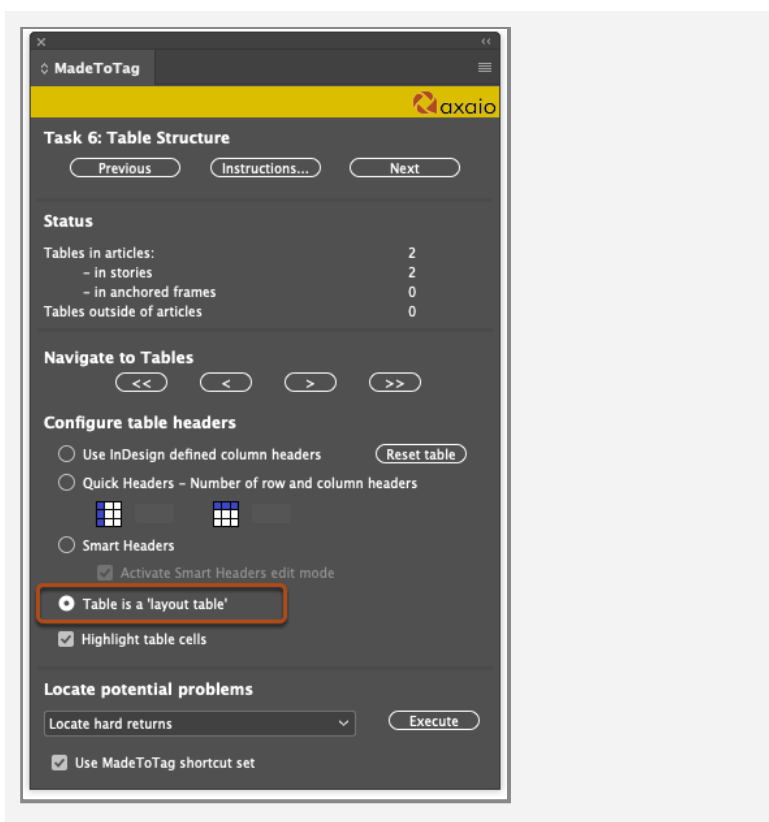 MadeToTag
axaio
Task 6: Table Structure
Previous Instructions... Next
Status
Tables in articles: 2
– in stories 2
– in anchored frames 0
Tables outside of articles 0
Navigate to Tables
<< < > >>
Configure table headers
Use InDesign defined column headers Reset table
Quick Headers – Number of row and column headers
Smart Headers
Activate Smart Headers edit mode
Table is a 'layout table'
Highlight table cells
Locate potential problems
Locate hard returns Execute
Use MadeToTag shortcut set